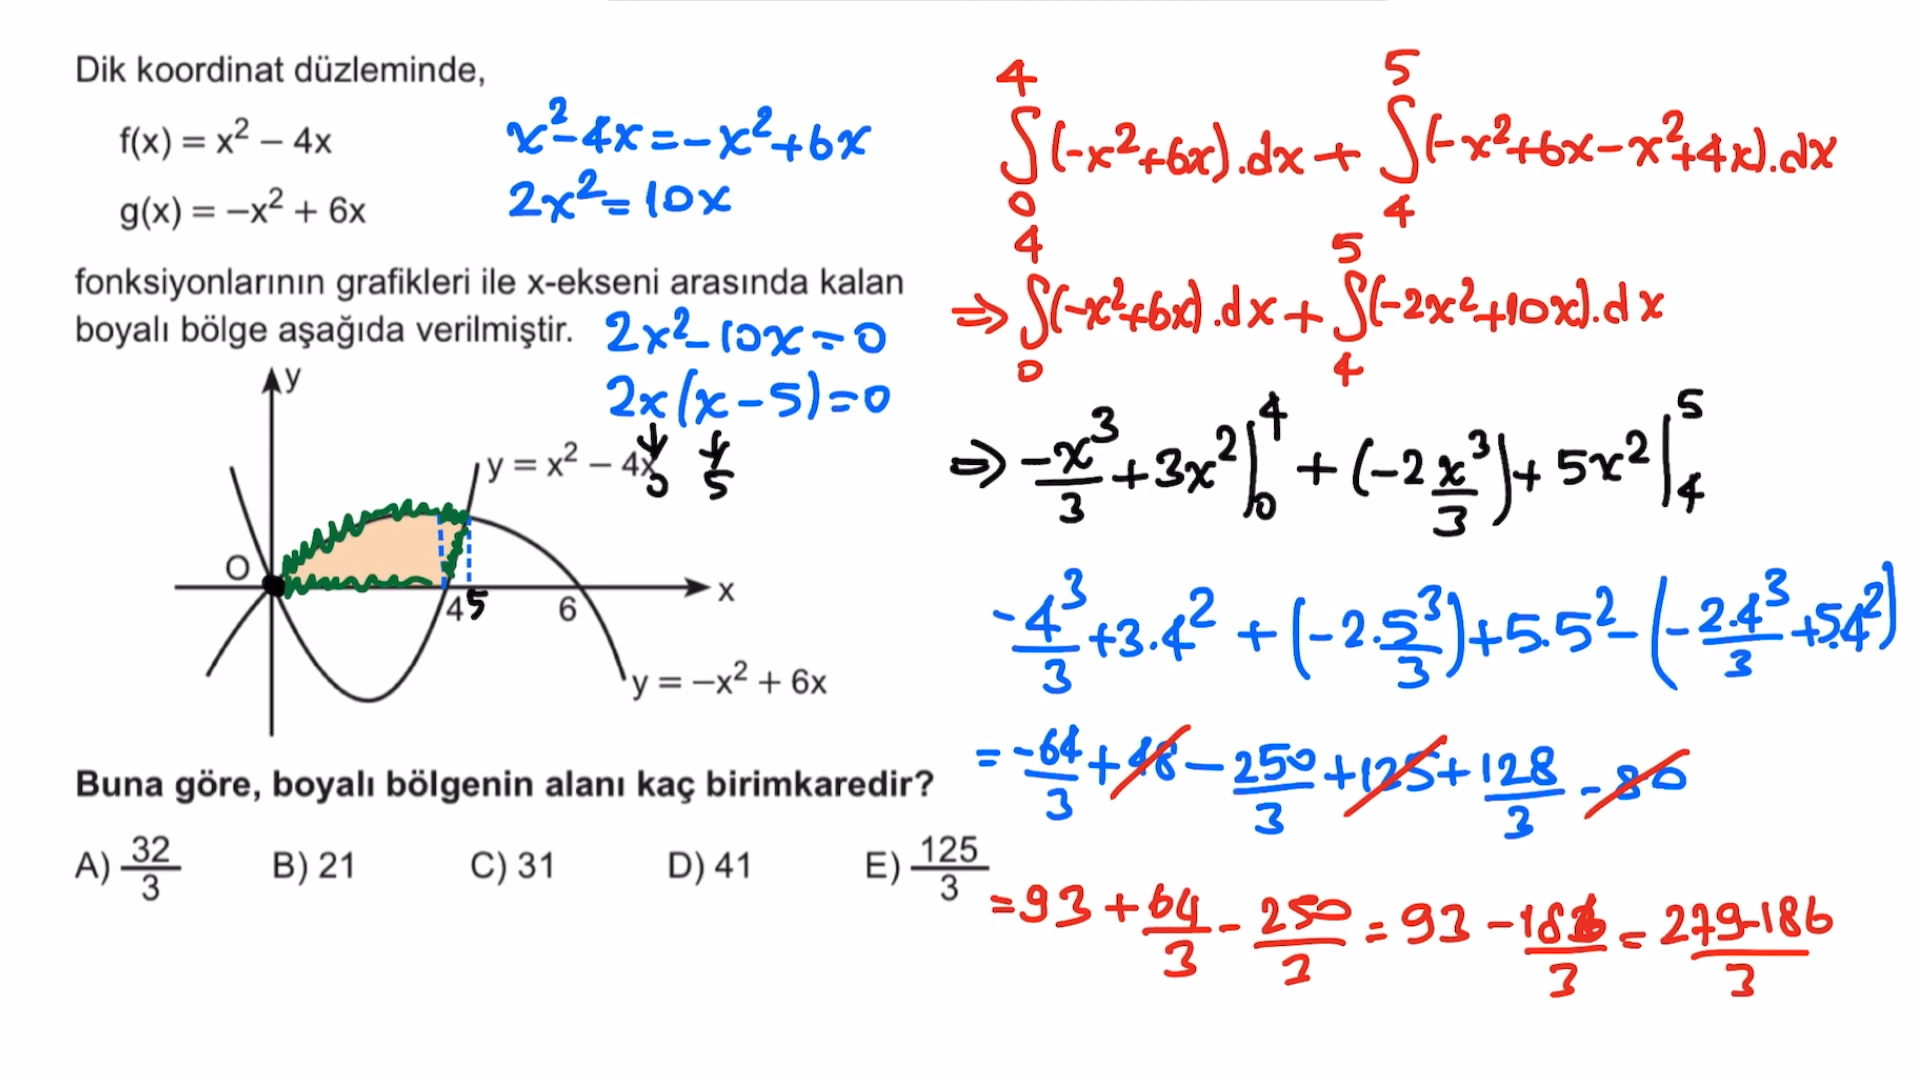 Dik koordinat düzleminde,
f(x) = x² – 4x
g(x) = –x² + 6x
x²-4x=-x²+6x
2x²=10x
fonksiyonlarının grafikleri ile x-ekseni arasında kalan
boyalı bölge aşağıda verilmiştir.
2x²-10x=0
2x(x-5)=0
↓ ↓
0 5
y
y = x² – 4x
O
4 5 6
x
y = –x² + 6x
Buna göre, boyalı bölgenin alanı kaç birimkaredir?
A) 32/3 B) 21 C) 31 D) 41 E) 125/3
∫₀⁴(-x²+6x).dx + ∫₄⁵(-x²+6x-x²+4x).dx
⇒ ∫₀⁴(-x²+6x).dx + ∫₄⁵(-2x²+10x).dx
⇒ -x³/3 + 3x² |₀⁴ + (-2x³/3) + 5x² |₄⁵
-4³/3 + 3.4² + (-2.5³/3) + 5.5² - (-2.4³/3 + 5.4²)
= -64/3 + 48 - 250/3 + 125 + 128/3 - 80
= 93 + 64/3 - 250/3 = 93 - 186/3 = 279-186/3